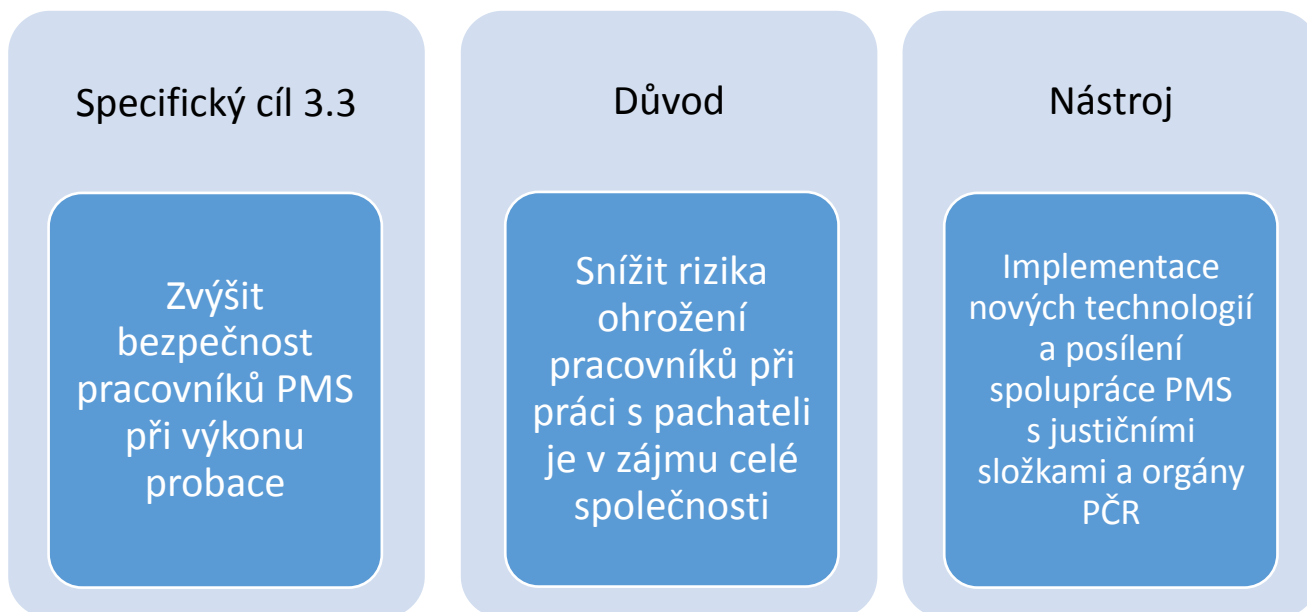 Specifický cíl 3.3
Zvýšit
bezpečnost
pracovníků PMS
při výkonu
probace
Důvod
Snížit rizika
ohrožení
pracovníků při
práci s pachateli
je v zájmu celé
společnosti
Nástroj
Implementace
nových technologií
a posílení
spolupráce PMS
s justičními
složkami a orgány
PČR